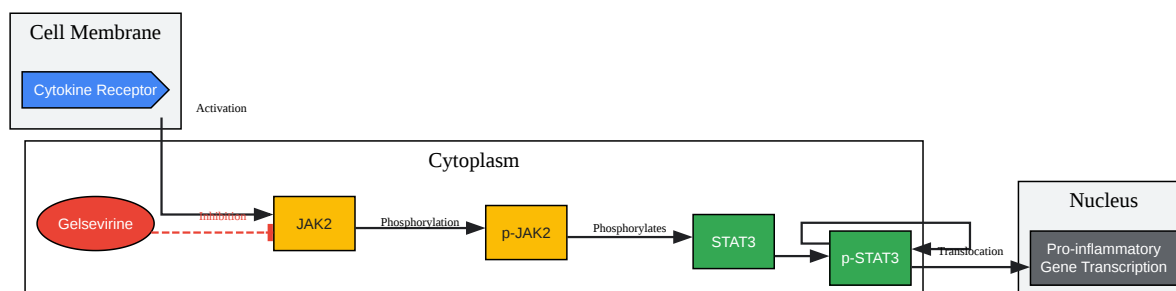 Cell Membrane
Cytokine Receptor
Activation
Cytoplasm
Gelsevirine
Inhibition
JAK2
Phosphorylation
p-JAK2
Phosphorylates
STAT3
p-STAT3
Translocation
Nucleus
Pro-inflammatory
Gene Transcription